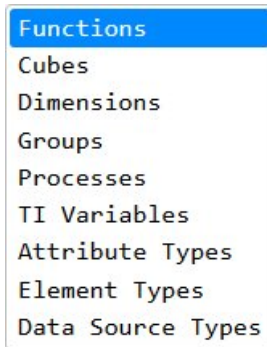 Functions
Cubes
Dimensions
Groups
Processes
TI Variables
Attribute Types
Element Types
Data Source Types